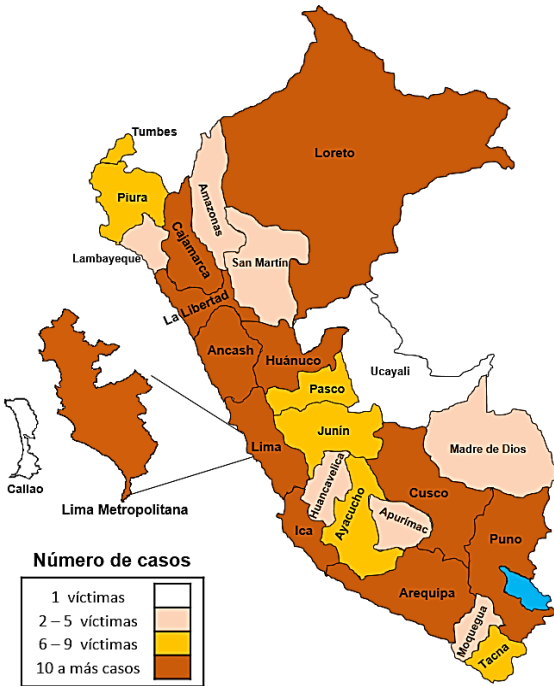 Tumbes
Loreto
Piura
Amazonas
Cajamarca
Lambayeque
San Martín
La Libertad
Ancash
Huánuco
Ucayali
Pasco
Junín
Lima
Madre de Dios
Callao
Huancavelica
Cusco
Lima Metropolitana
Ayacucho
Apurímac
Ica
Puno
Arequipa
Moquegua
Tacna
Número de casos
1 víctimas
2 – 5 víctimas
6 – 9 víctimas
10 a más casos